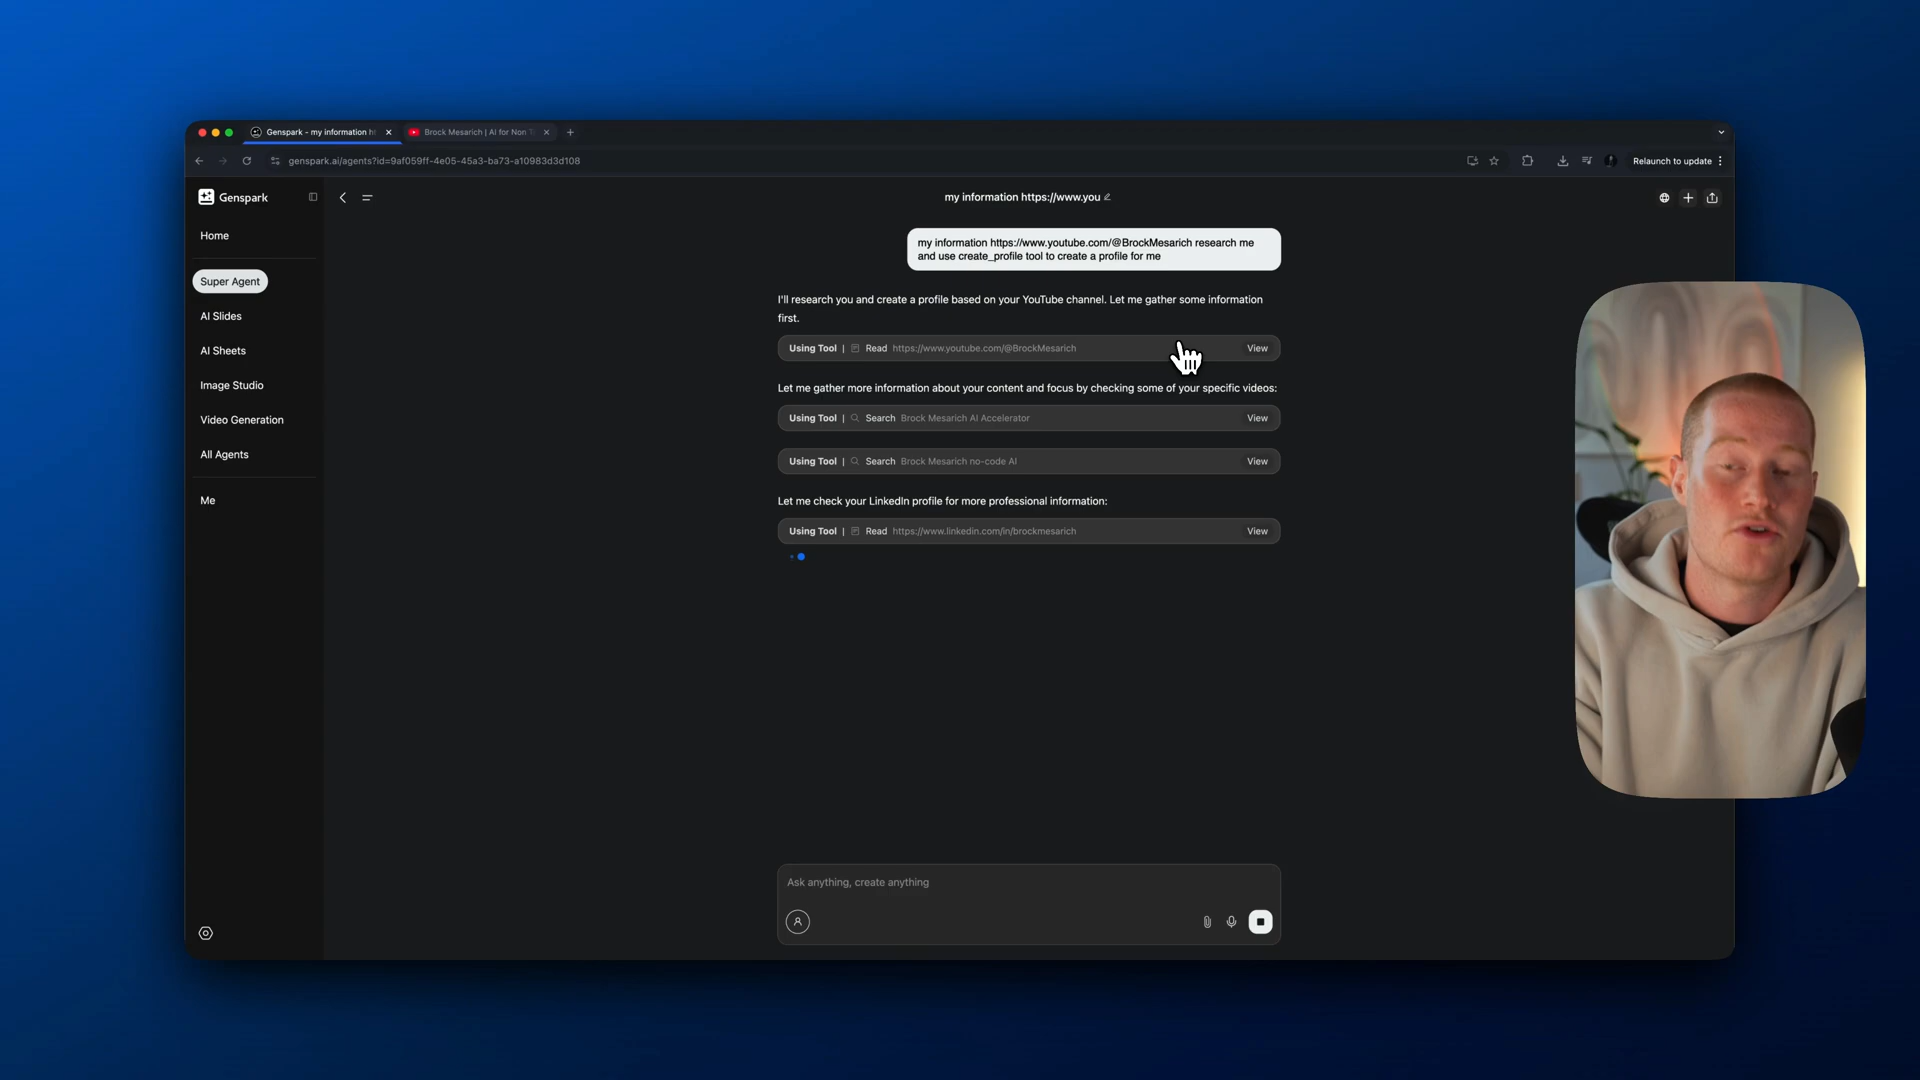 Genspark - my information h
Brock Mesarich | AI for Non T
genspark.ai/agents?id=9af059ff-4e05-45a3-ba73-a10983d3d108
Relaunch to update
Genspark
Home
Super Agent
AI Slides
AI Sheets
Image Studio
Video Generation
All Agents
Me
my information https://www.you
my information https://www.youtube.com/@BrockMesarich research me
and use create_profile tool to create a profile for me
I'll research you and create a profile based on your YouTube channel. Let me gather some information
first.
Using Tool | Read https://www.youtube.com/@BrockMesarich View
Let me gather more information about your content and focus by checking some of your specific videos:
Using Tool | Search Brock Mesarich AI Accelerator View
Using Tool | Search Brock Mesarich no-code AI View
Let me check your LinkedIn profile for more professional information:
Using Tool | Read https://www.linkedin.com/in/brockmesarich View
Ask anything, create anything